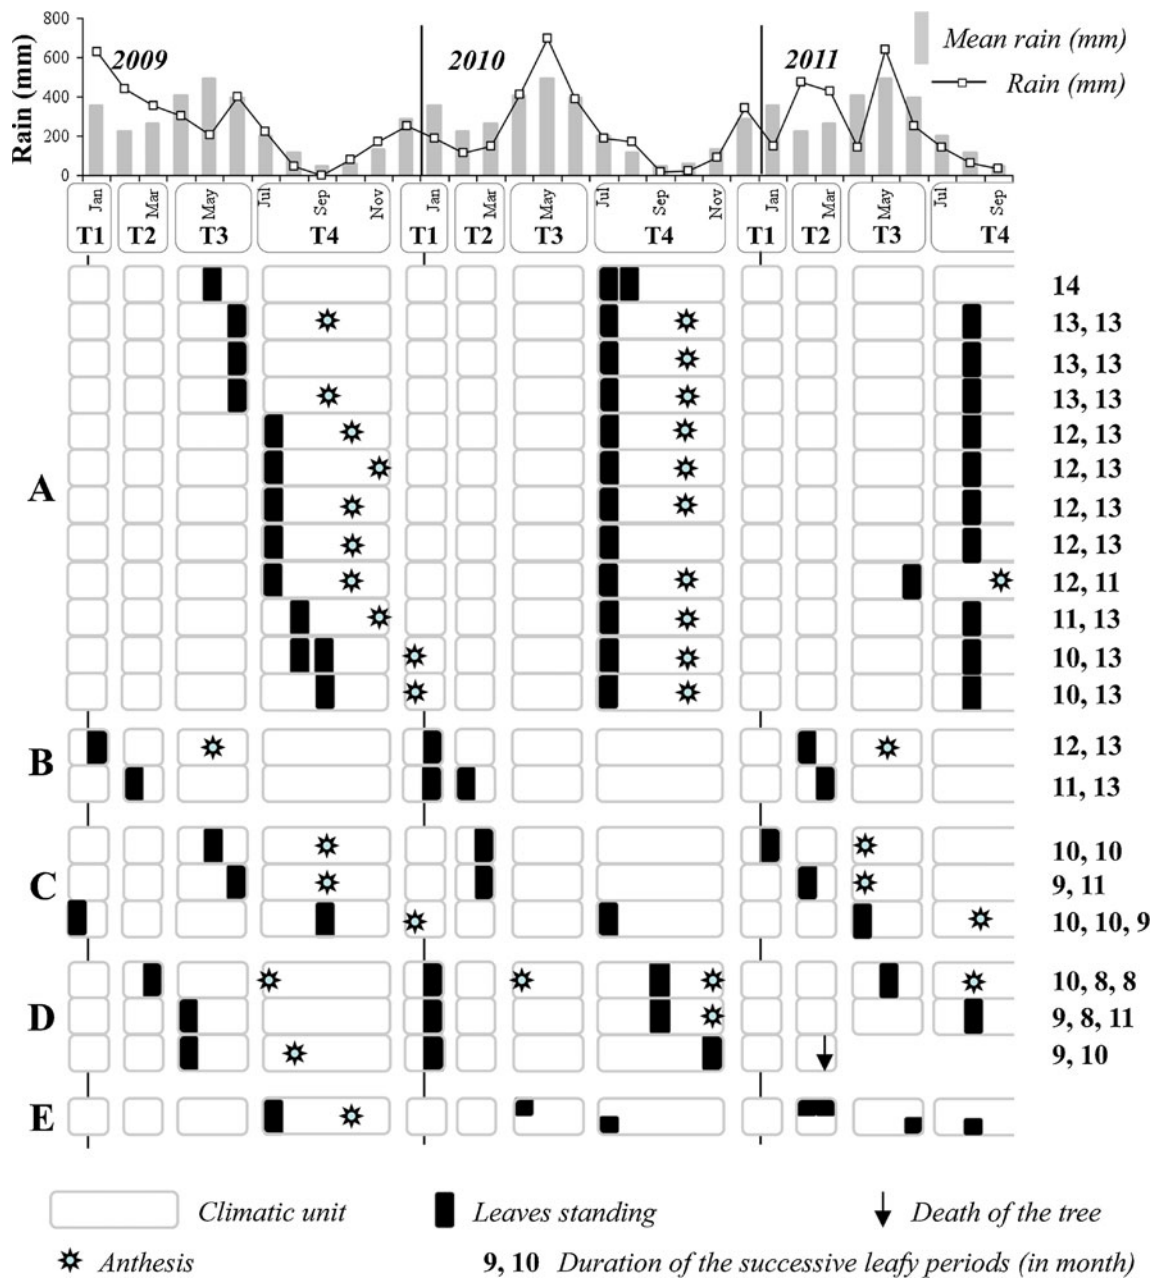 Rain (mm)
800
600
400
200
0
2009
2010
2011
Mean rain (mm)
Rain (mm)
Jan Mar May Jul Sep Nov Jan Mar May Jul Sep Nov Jan Mar May Jul Sep
T1 T2 T3 T4 T1 T2 T3 T4 T1 T2 T3 T4
A
14
13, 13
13, 13
13, 13
12, 13
12, 13
12, 13
12, 13
12, 11
11, 13
10, 13
10, 13
B
12, 13
11, 13
C
10, 10
9, 11
10, 10, 9
D
10, 8, 8
9, 8, 11
9, 10
E
Climatic unit
Leaves standing
Death of the tree
Anthesis
9, 10 Duration of the successive leafy periods (in month)